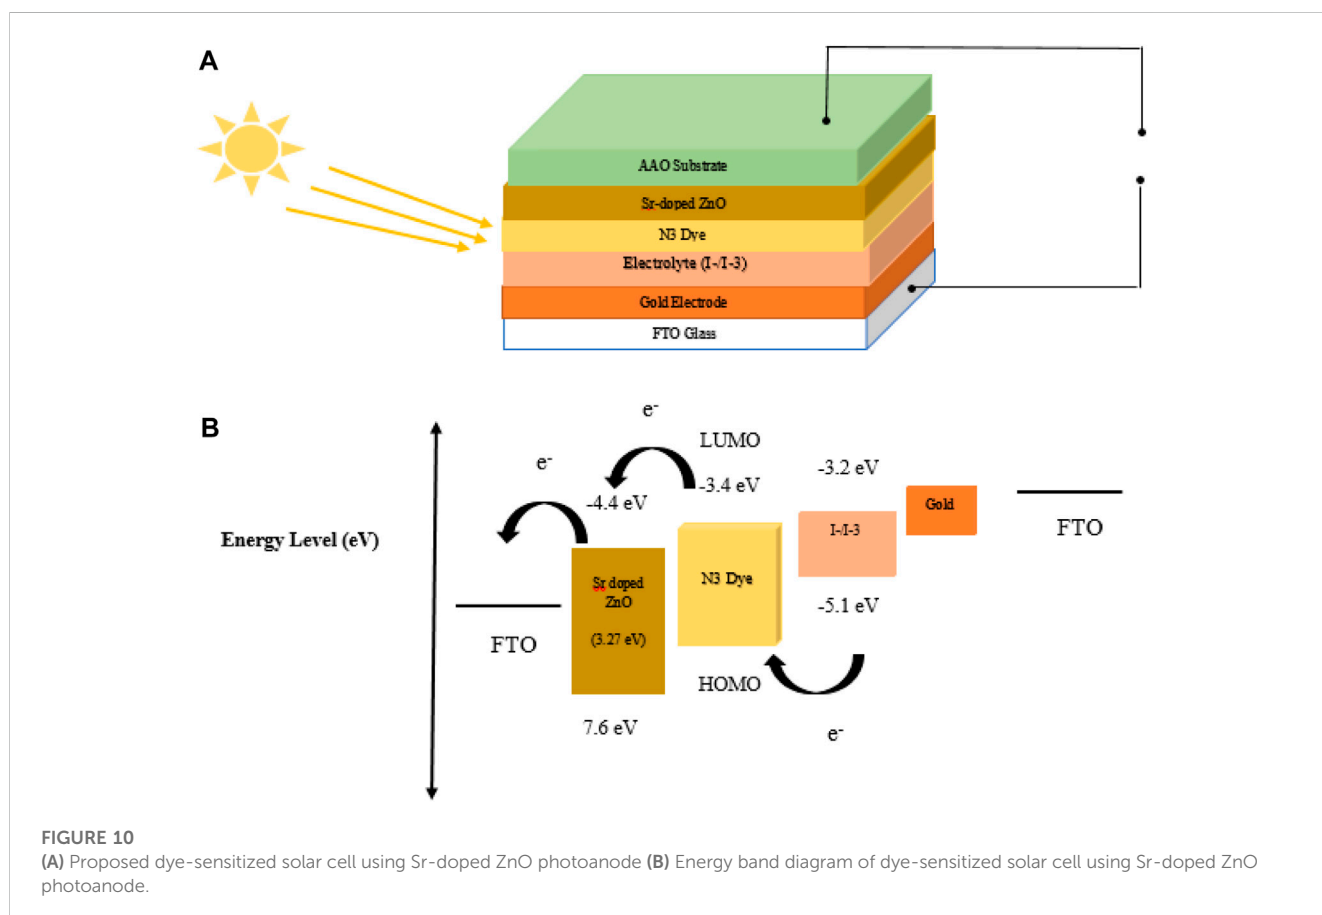 A
AAO Substrate
Sr-doped ZnO
N3 Dye
Electrolyte (I-/I-3)
Gold Electrode
FTO Glass
B
e-
LUMO
e-
-3.2 eV
-3.4 eV
-4.4 eV
Gold
Energy Level (eV)
I-/I-3
FTO
Sr doped
ZnO
N3 Dye
-5.1 eV
(3.27 eV)
FTO
HOMO
7.6 eV
e-
FIGURE 10
(A) Proposed dye-sensitized solar cell using Sr-doped ZnO photoanode (B) Energy band diagram of dye-sensitized solar cell using Sr-doped ZnO
photoanode.